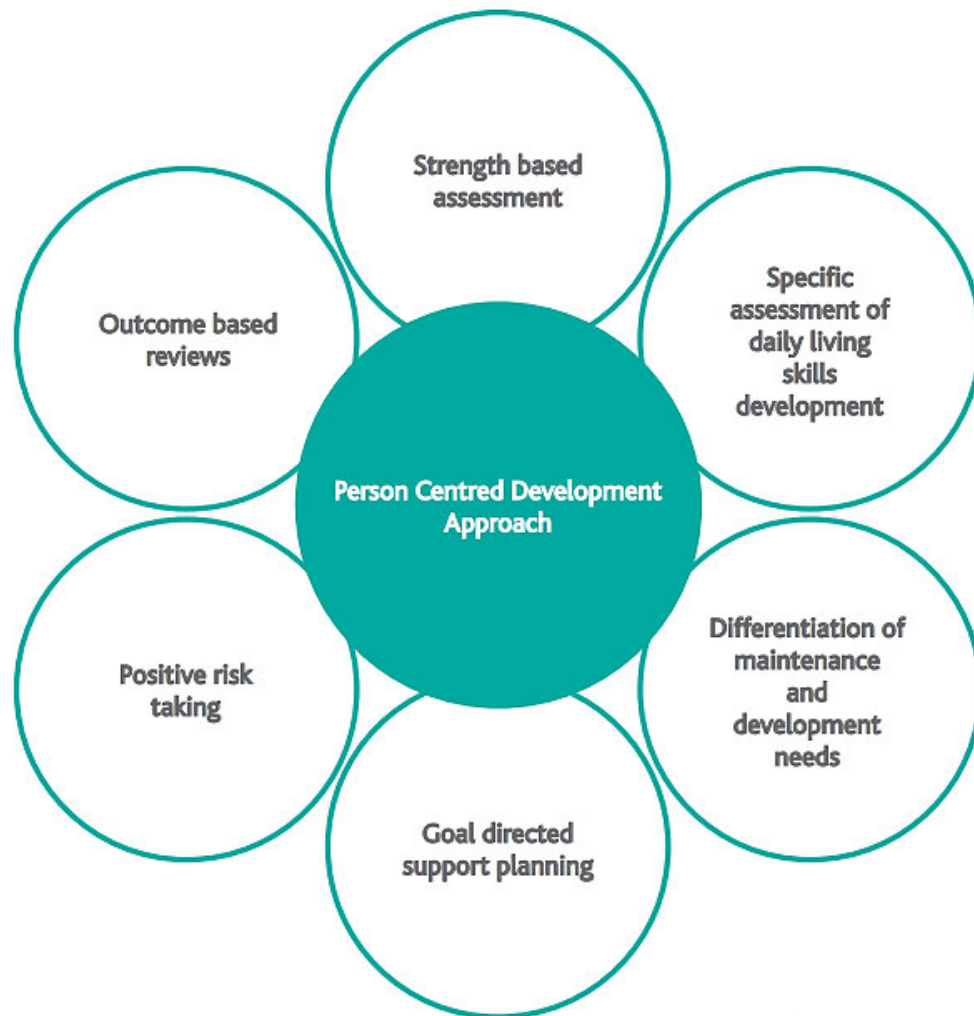 Strength based
assessment
Specific
assessment of
daily living
skills
development
Differentiation of
maintenance
and
development
needs
Goal directed
support planning
Positive risk
taking
Outcome based
reviews
Person Centred Development
Approach